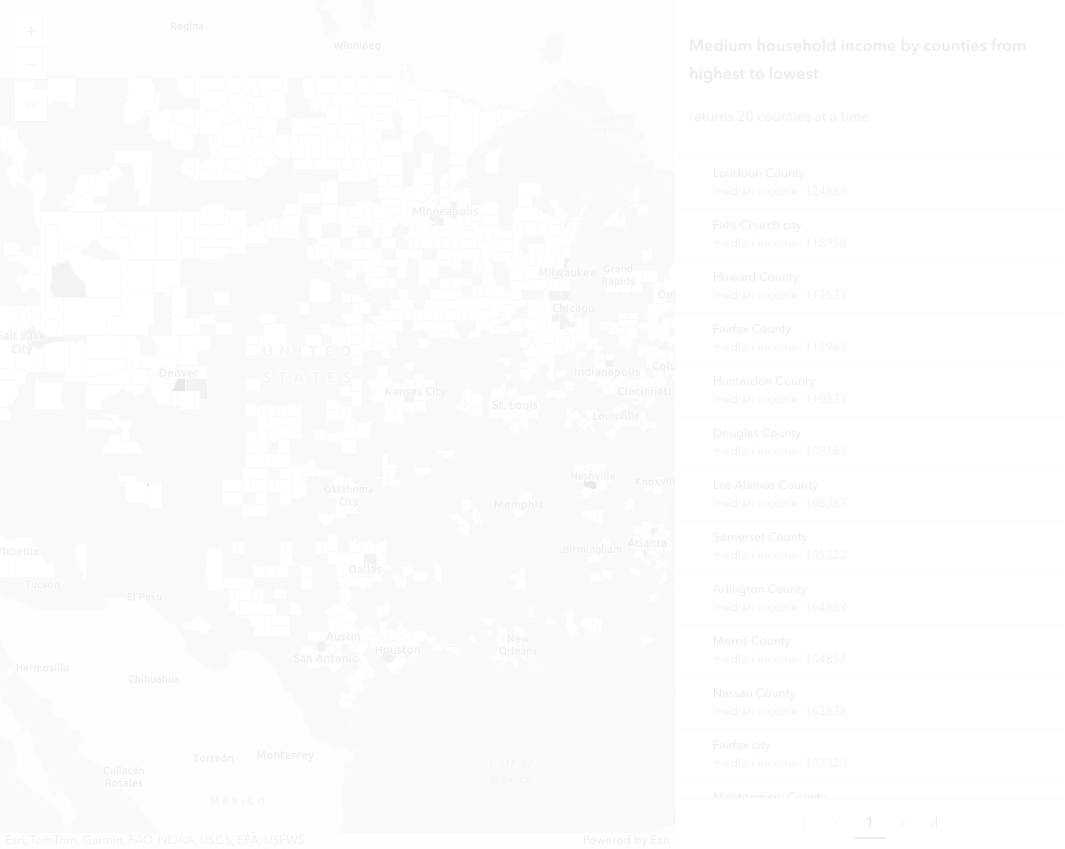 +
Regina
Winnipeg
−
Medium household income by counties from
highest to lowest
returns 20 counties at a time
Loudoun County
median income: 124885
Falls Church city
median income: 118958
Howard County
median income: 112531
Fairfax County
median income: 111963
Hunterdon County
median income: 110531
Douglas County
median income: 109183
Los Alamos County
median income: 108383
Somerset County
median income: 105322
Arlington County
median income: 104869
Morris County
median income: 104857
Nassau County
median income: 103836
Fairfax city
median income: 103320
Montgomery County
1
Minneapolis
Milwaukee
Grand
Rapids
Chicago
Salt Lake
City
UNITED
STATES
Denver
Indianapolis
Kansas City
Cincinnati
St. Louis
Louisville
Nashville
Oklahoma
City
Memphis
Atlanta
Birmingham
Phoenix
Dallas
Tucson
El Paso
Austin
New
Orleans
Houston
San Antonio
Hermosillo
Chihuahua
Torreón
Monterrey
Culiacán
Rosales
MÉXICO
Esri, TomTom, Garmin, FAO, NOAA, USGS, EPA, USFWS
Powered by Esri